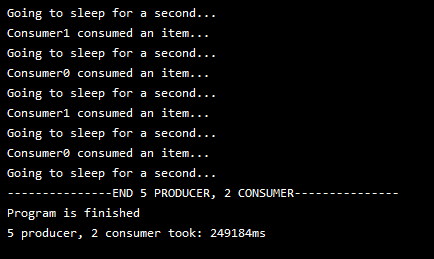 Going to sleep for a second...
Consumer1 consumed an item...
Going to sleep for a second...
Consumer0 consumed an item...
Going to sleep for a second...
Consumer1 consumed an item...
Going to sleep for a second...
Consumer0 consumed an item...
Going to sleep for a second...
---------------END 5 PRODUCER, 2 CONSUMER---------------
Program is finished
5 producer, 2 consumer took: 249184ms